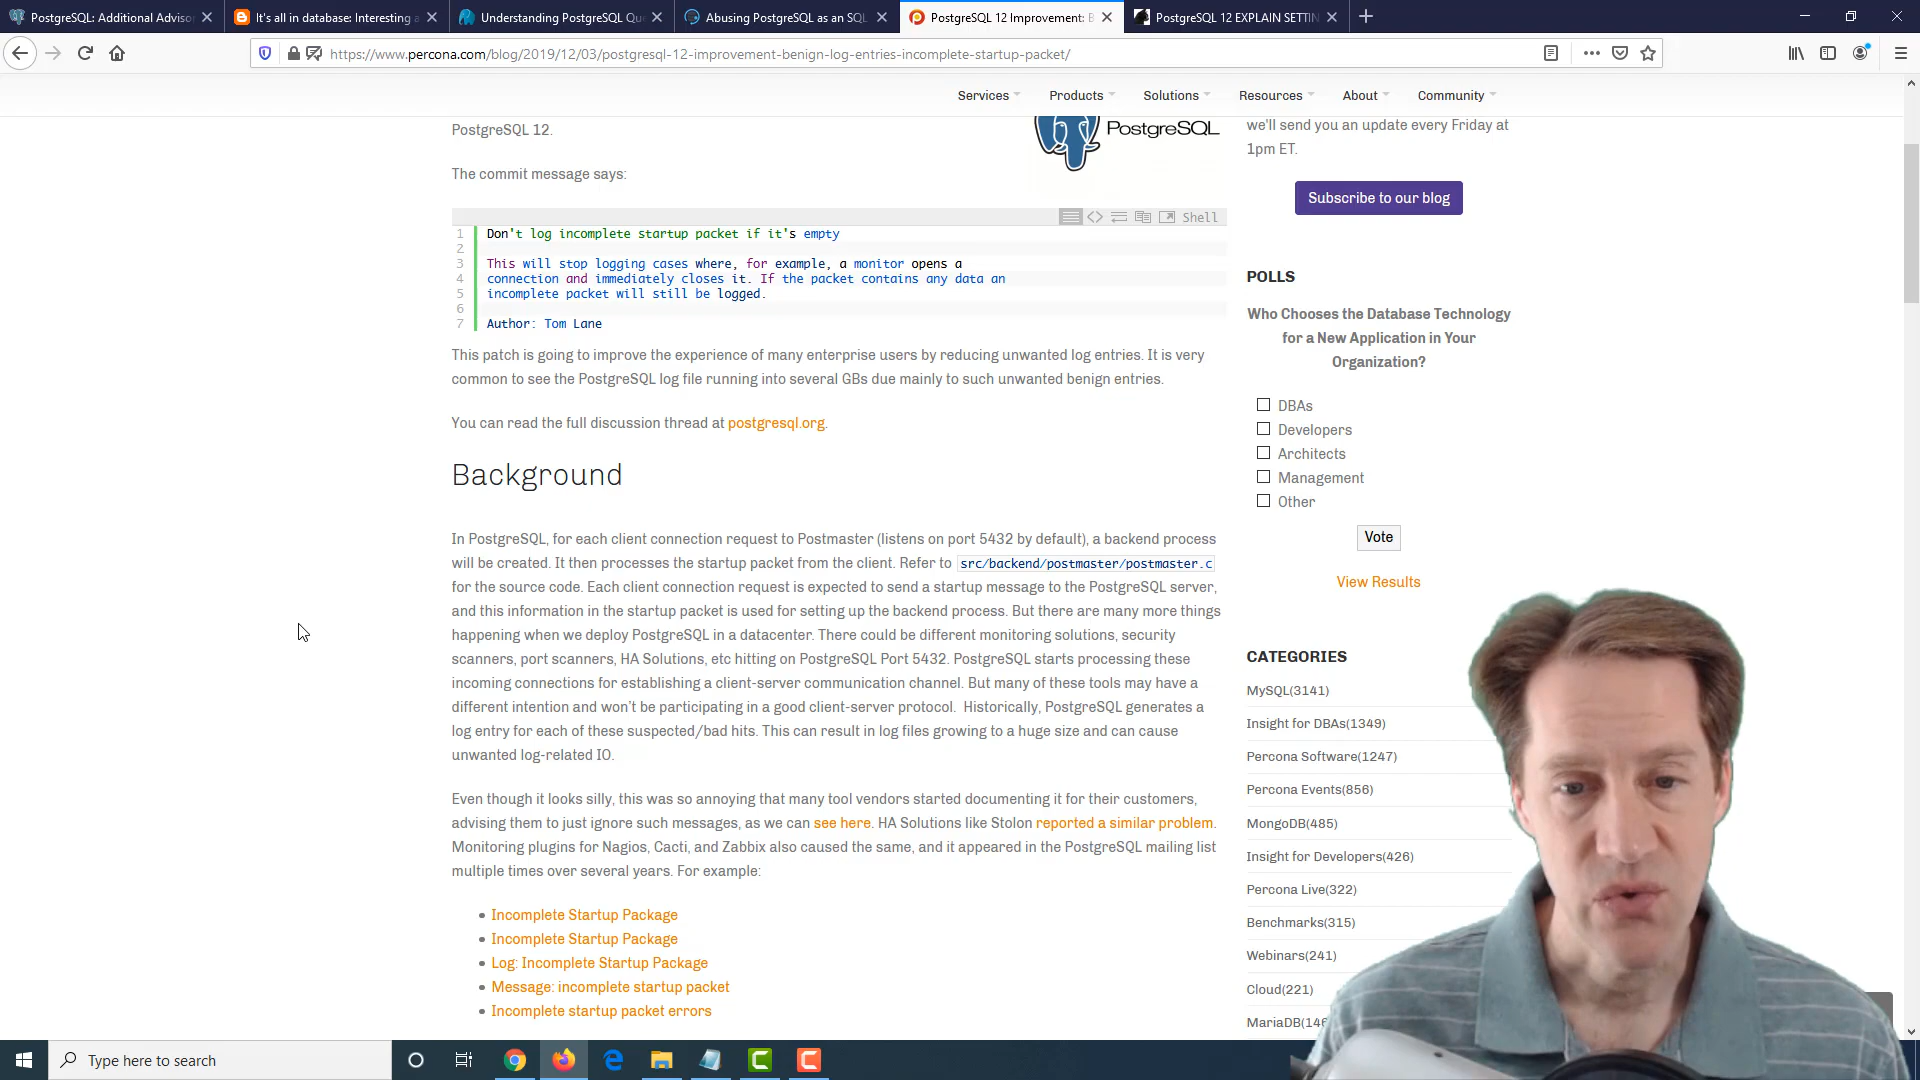 PostgreSQL: Additional Advisor
It's all in database: Interesting a
Understanding PostgreSQL Qu
Abusing PostgreSQL as an SQL
PostgreSQL 12 Improvement: B
PostgreSQL 12 EXPLAIN SETTIN
https://www.percona.com/blog/2019/12/03/postgresql-12-improvement-benign-log-entries-incomplete-startup-packet/
Services
Products
Solutions
Resources
About
Community
PostgreSQL 12.
PostgreSQL
The commit message says:
Shell
1 Don't log incomplete startup packet if it's empty
2
3 This will stop logging cases where, for example, a monitor opens a
4 connection and immediately closes it. If the packet contains any data an
5 incomplete packet will still be logged.
6
7 Author: Tom Lane
This patch is going to improve the experience of many enterprise users by reducing unwanted log entries. It is very
common to see the PostgreSQL log file running into several GBs due mainly to such unwanted benign entries.
You can read the full discussion thread at postgresql.org.
Background
In PostgreSQL, for each client connection request to Postmaster (listens on port 5432 by default), a backend process
will be created. It then processes the startup packet from the client. Refer to src/backend/postmaster/postmaster.c
for the source code. Each client connection request is expected to send a startup message to the PostgreSQL server,
and this information in the startup packet is used for setting up the backend process. But there are many more things
happening when we deploy PostgreSQL in a datacenter. There could be different monitoring solutions, security
scanners, port scanners, HA Solutions, etc hitting on PostgreSQL Port 5432. PostgreSQL starts processing these
incoming connections for establishing a client-server communication channel. But many of these tools may have a
different intention and won't be participating in a good client-server protocol. Historically, PostgreSQL generates a
log entry for each of these suspected/bad hits. This can result in log files growing to a huge size and can cause
unwanted log-related IO.
Even though it looks silly, this was so annoying that many tool vendors started documenting it for their customers,
advising them to just ignore such messages, as we can see here. HA Solutions like Stolon reported a similar problem.
Monitoring plugins for Nagios, Cacti, and Zabbix also caused the same, and it appeared in the PostgreSQL mailing list
multiple times over several years. For example:
Incomplete Startup Package
Incomplete Startup Package
Log: Incomplete Startup Package
Message: incomplete startup packet
Incomplete startup packet errors
we'll send you an update every Friday at
1pm ET.
Subscribe to our blog
POLLS
Who Chooses the Database Technology
for a New Application in Your
Organization?
DBAs
Developers
Architects
Management
Other
Vote
View Results
CATEGORIES
MySQL(3141)
Insight for DBAs(1349)
Percona Software(1247)
Percona Events(856)
MongoDB(485)
Insight for Developers(426)
Percona Live(322)
Benchmarks(315)
Webinars(241)
Cloud(221)
MariaDB(146
Type here to search